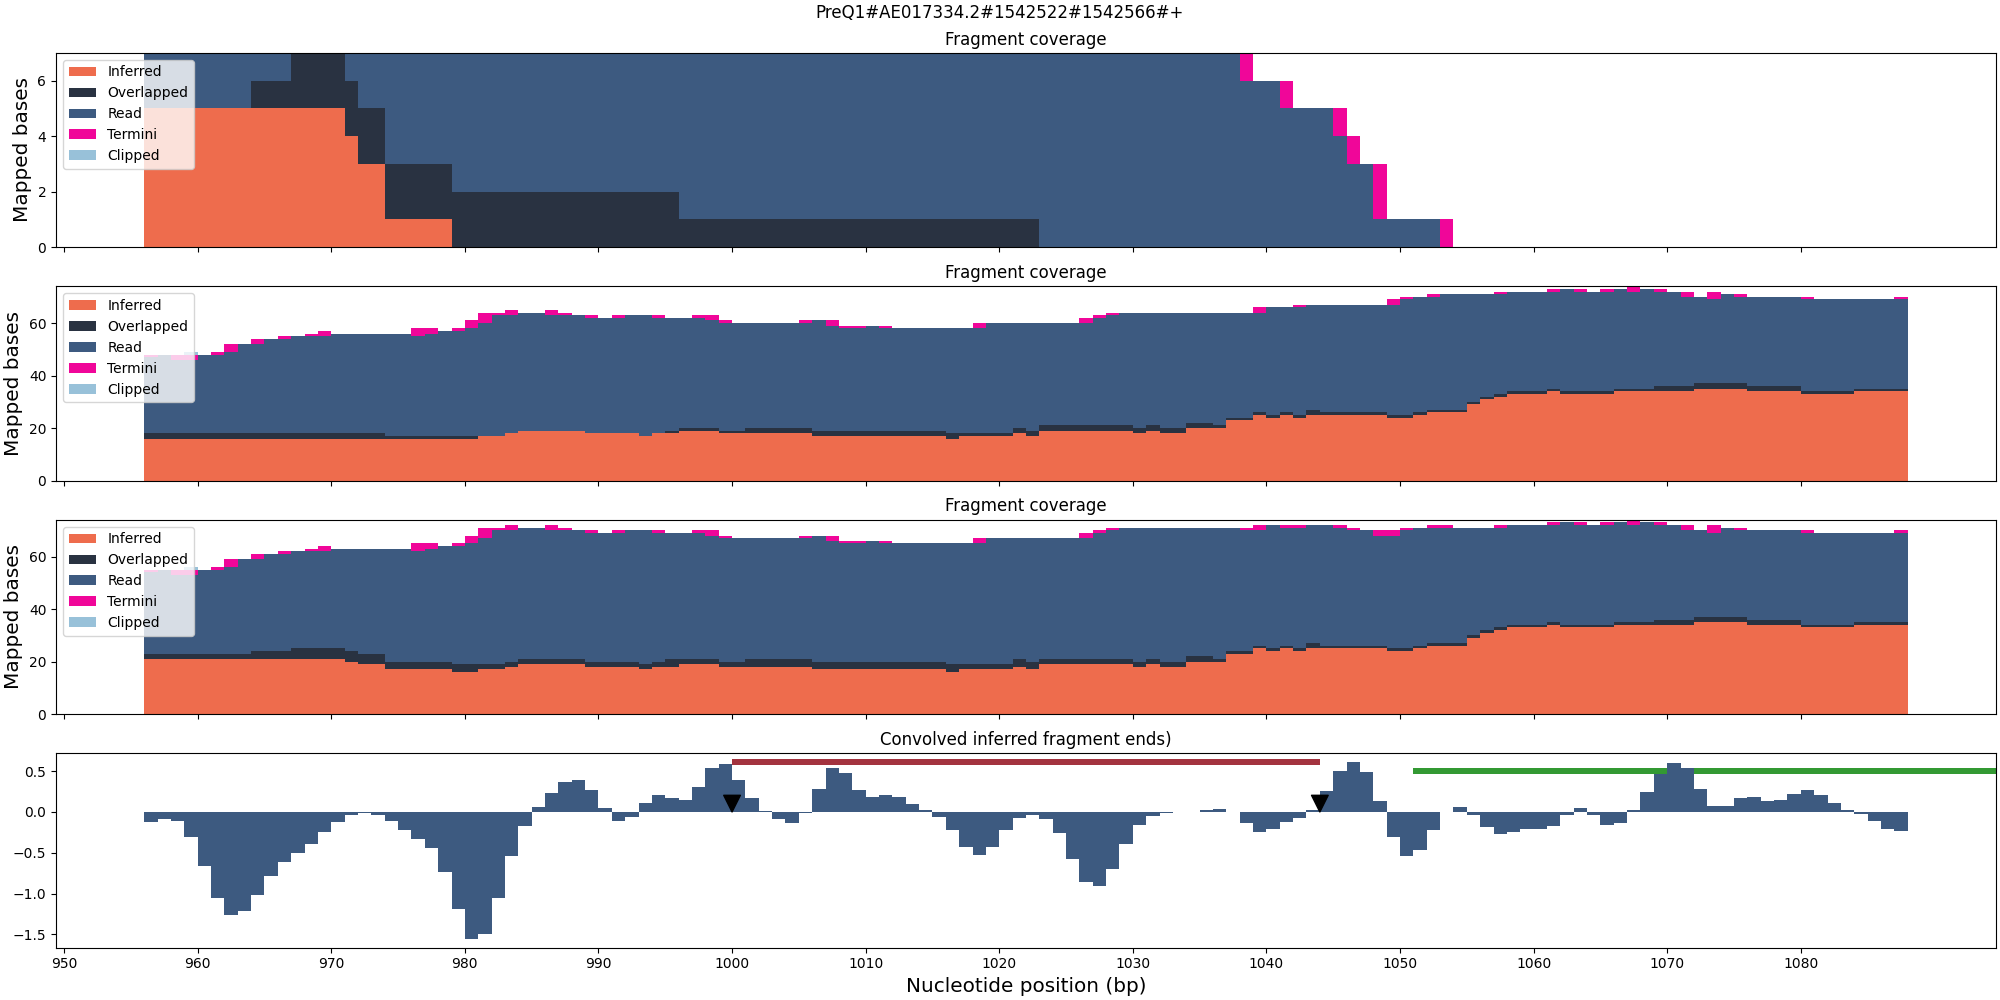 PreQ1#AE017334.2#1542522#1542566#+
Fragment coverage
Mapped bases
6
4
2
0
Inferred
Overlapped
Read
Termini
Clipped
Fragment coverage
Mapped bases
60
40
20
0
Inferred
Overlapped
Read
Termini
Clipped
Fragment coverage
Mapped bases
60
40
20
0
Inferred
Overlapped
Read
Termini
Clipped
Convolved inferred fragment ends)
0.5
0.0
−0.5
−1.0
−1.5
950 960 970 980 990 1000 1010 1020 1030 1040 1050 1060 1070 1080
Nucleotide position (bp)